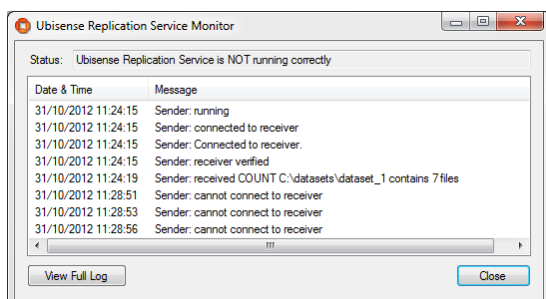 Ubisense Replication Service Monitor
Status: Ubisense Replication Service is NOT running correctly
Date & Time Message
31/10/2012 11:24:15 Sender: running
31/10/2012 11:24:15 Sender: connected to receiver
31/10/2012 11:24:15 Sender: Connected to receiver.
31/10/2012 11:24:15 Sender: receiver verified
31/10/2012 11:24:19 Sender: received COUNT C:\datasets\dataset_1 contains 7 files
31/10/2012 11:28:51 Sender: cannot connect to receiver
31/10/2012 11:28:53 Sender: cannot connect to receiver
31/10/2012 11:28:56 Sender: cannot connect to receiver
View Full Log Close